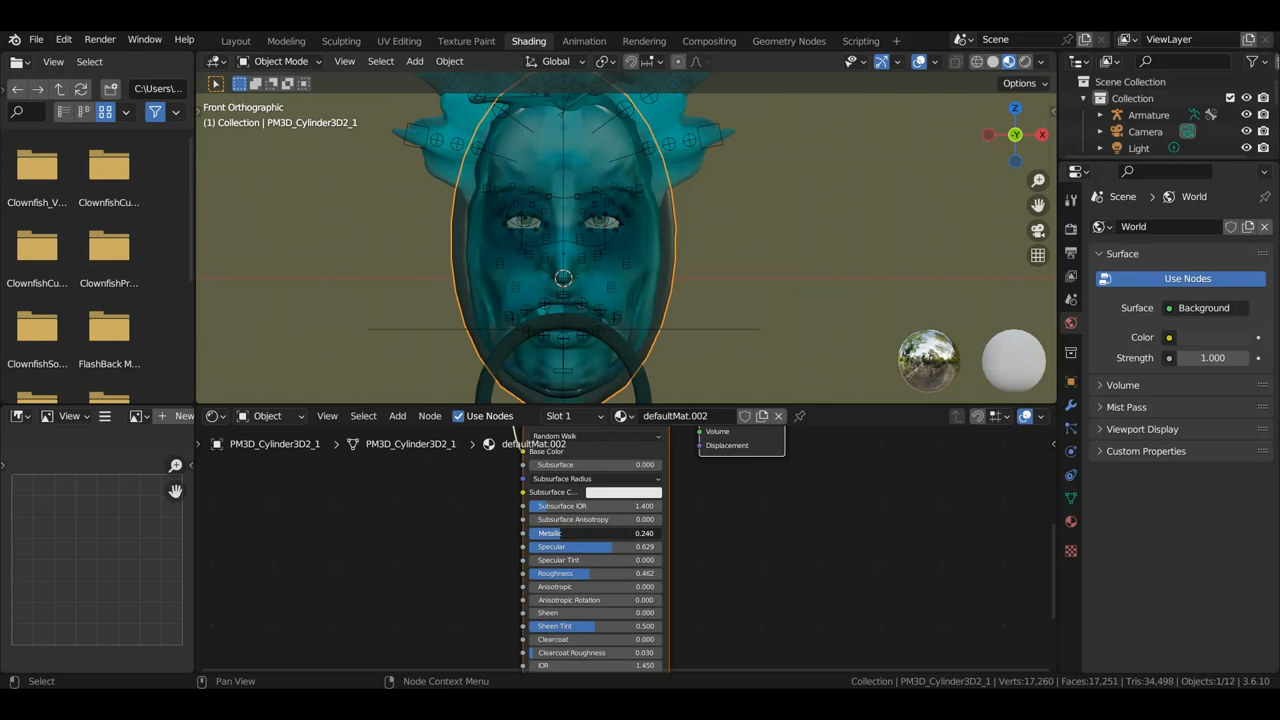 File Edit Render Window Help
Layout Modeling Sculpting UV Editing Texture Paint Shading Animation Rendering Compositing Geometry Nodes Scripting
Scene ViewLayer
View Select
Object Mode View Select Add Object Global
C:\Users\...
Options
Front Orthographic
(1) Collection | PM3D_Cylinder3D2_1
Z
-Y
X
Scene Collection
Collection
Armature
Camera
Light
Clownfish_V...
ClownfishCu...
ClownfishCu...
ClownfishPr...
ClownfishSo...
FlashBack M...
Scene World
World
Surface
Use Nodes
Surface Background
Color
Strength 1.000
Volume
Mist Pass
Viewport Display
Custom Properties
View New
Object View Select Add Node Use Nodes Slot 1 defaultMat.002
PM3D_Cylinder3D2_1 PM3D_Cylinder3D2_1 defaultMat.002
Volume
Displacement
Random Walk
Base Color
Subsurface 0.000
Subsurface Radius
Subsurface C...
Subsurface IOR 1.400
Subsurface Anisotropy 0.000
Metallic 0.240
Specular 0.629
Specular Tint 0.000
Roughness 0.462
Anisotropic 0.000
Anisotropic Rotation 0.000
Sheen 0.000
Sheen Tint 0.500
Clearcoat 0.000
Clearcoat Roughness 0.030
IOR 1.450
Select Pan View Node Context Menu
Collection | PM3D_Cylinder3D2_1 | Verts:17,260 | Faces:17,251 | Tris:34,498 | Objects:1/12 | 3.6.10